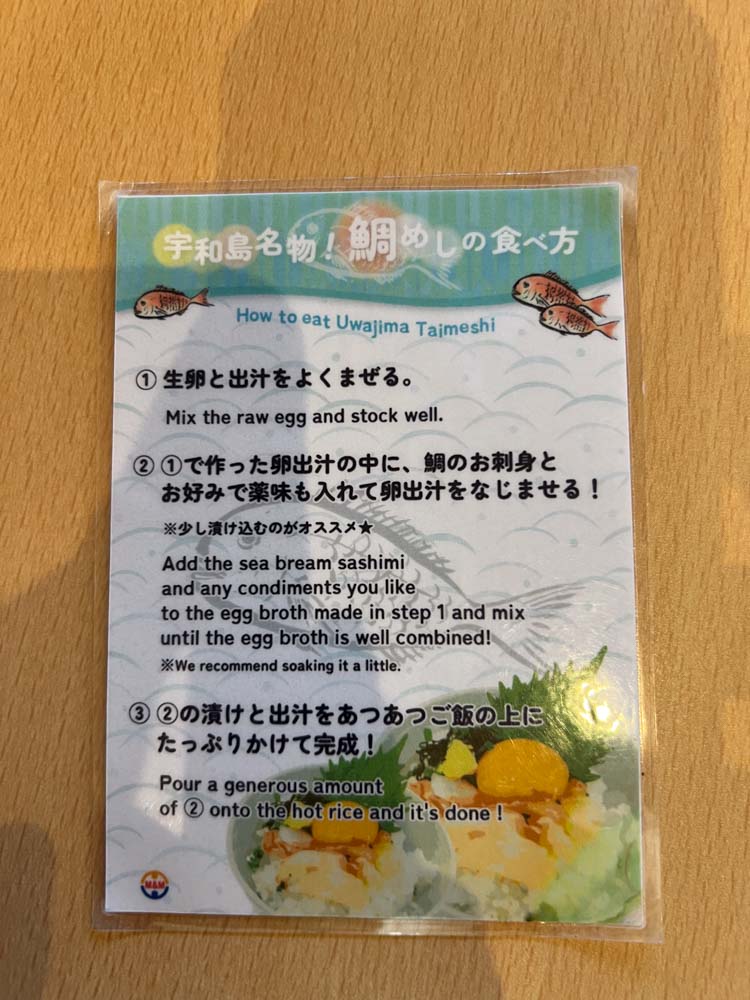 宇和島名物!鯛めしの食べ方
How to eat Uwajima Taimeshi
① 生卵と出汁をよくまぜる。
Mix the raw egg and stock well.
② ①で作った卵出汁の中に、鯛のお刺身と
お好みで薬味も入れて卵出汁をなじませる!
※少し漬け込むのがオススメ★
Add the sea bream sashimi
and any condiments you like
to the egg broth made in step 1 and mix
until the egg broth is well combined!
※We recommend soaking it a little.
③ ②の漬けと出汁をあつあつご飯の上に
たっぷりかけて完成!
Pour a generous amount
of ② onto the hot rice and it's done !
M&M